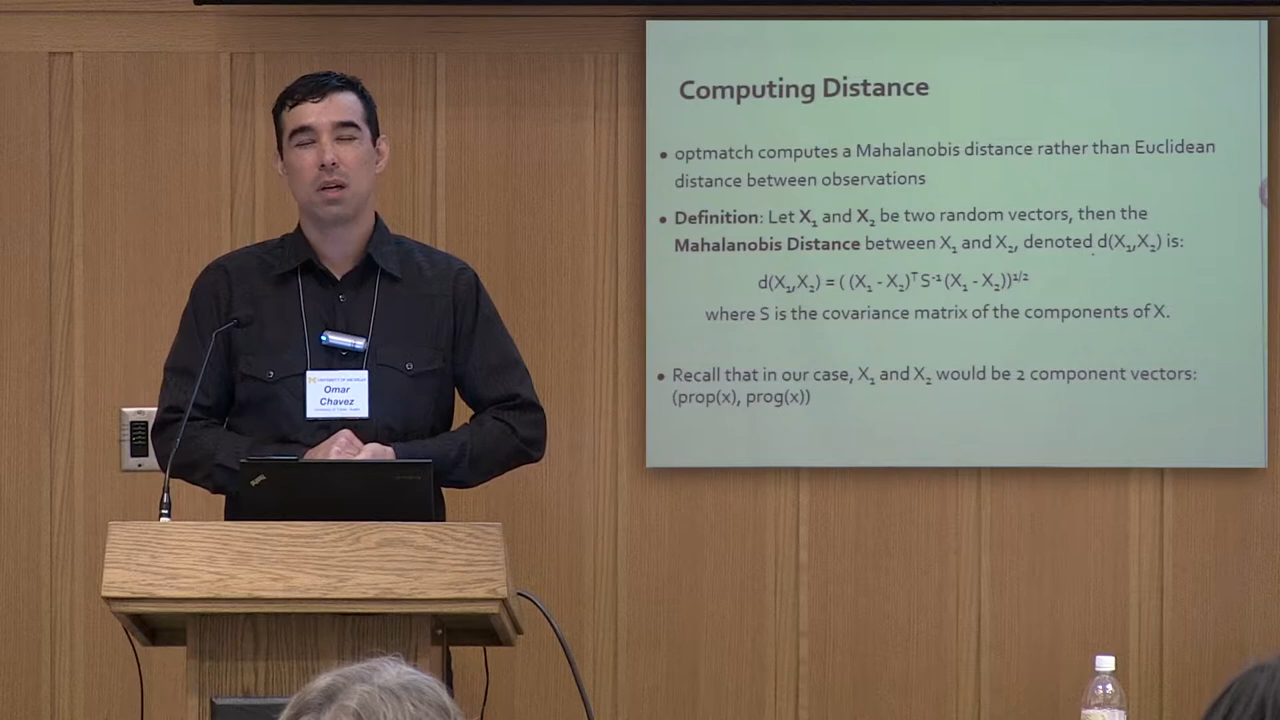 Computing Distance
• optmatch computes a Mahalanobis distance rather than Euclidean
distance between observations
• Definition: Let X₁ and X₂ be two random vectors, then the
Mahalanobis Distance between X₁ and X₂, denoted d(X₁,X₂) is:
d(X₁,X₂) = ( (X₁ - X₂)ᵀ S⁻¹ (X₁ - X₂))¹/²
where S is the covariance matrix of the components of X.
• Recall that in our case, X₁ and X₂ would be 2 component vectors:
(prop(x), prog(x))
UNIVERSITY OF MICHIGAN
Omar
Chavez